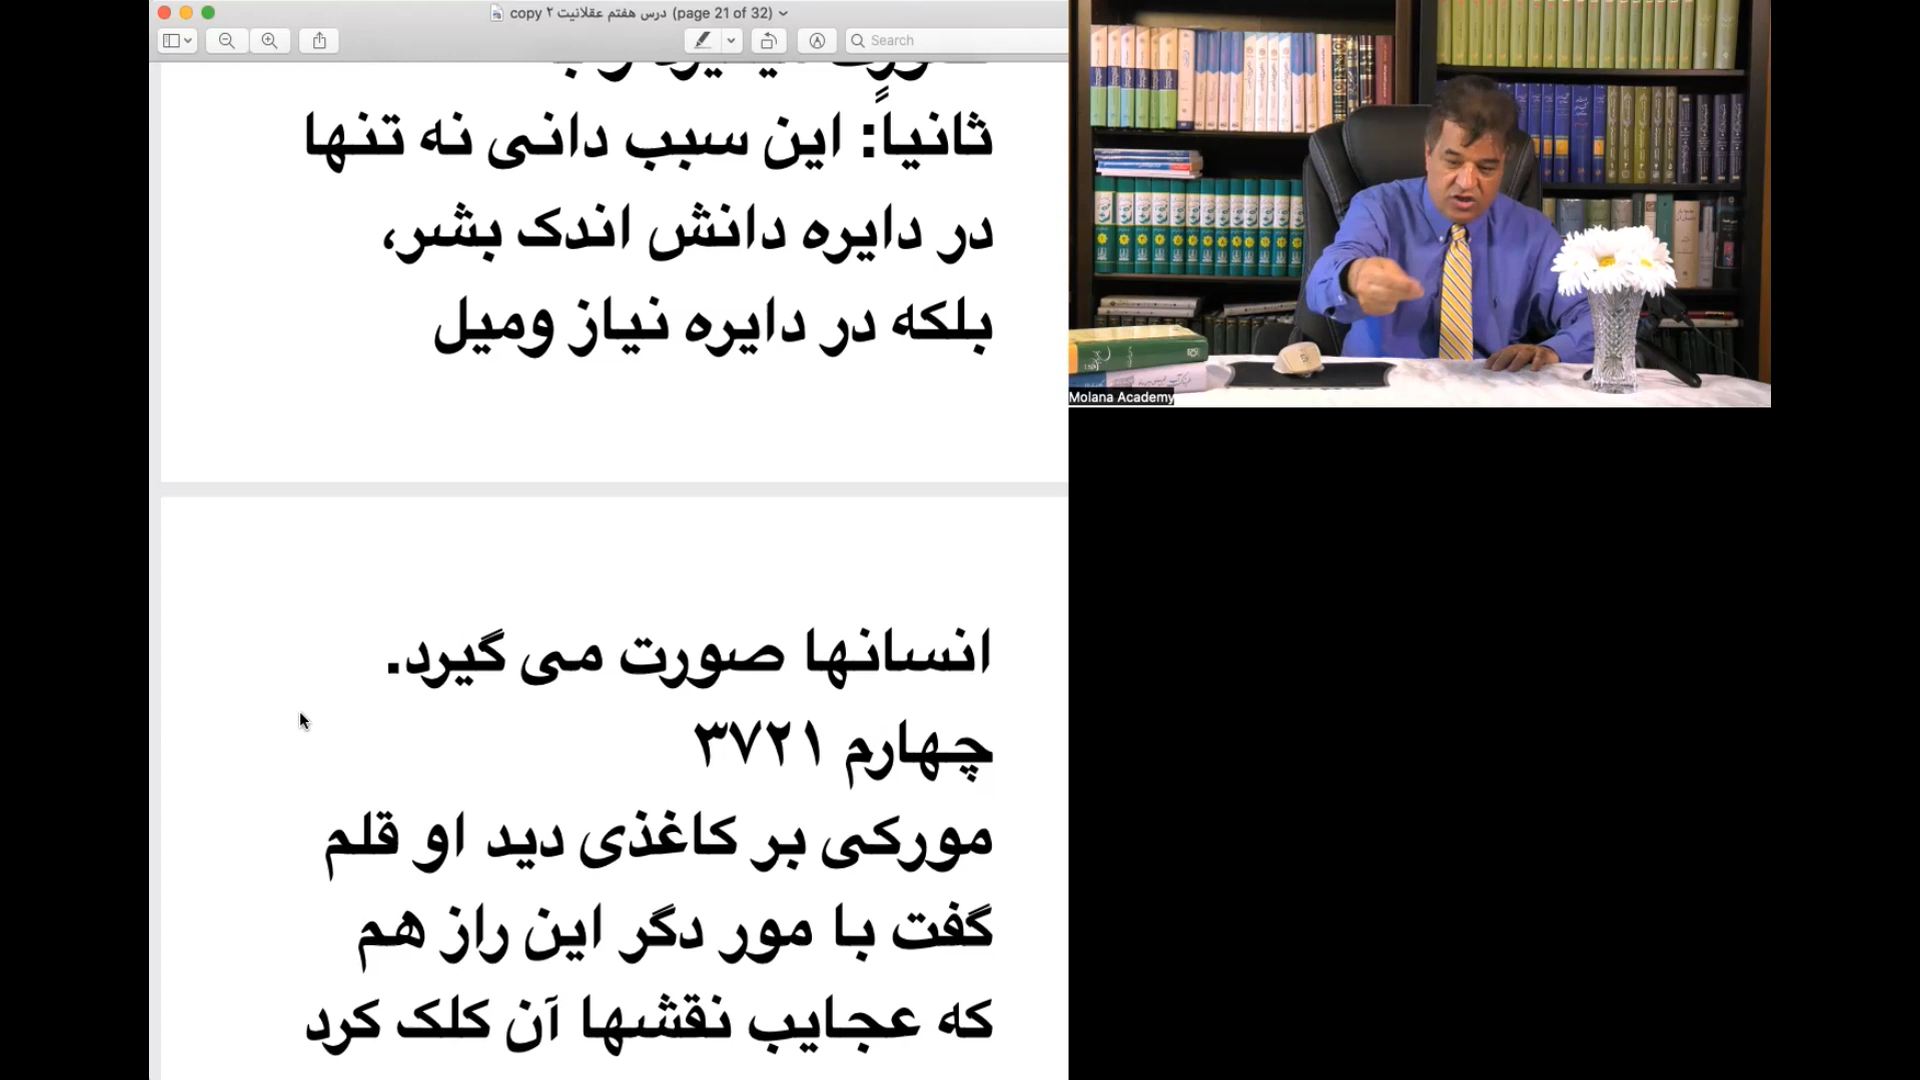 درس هفتم عقلانیت ۲ copy (page 21 of 32)
Search
ثانیاً: این سبب دانی نه تنها
در دایره دانش اندک بشر،
بلکه در دایره نیاز ومیل
انسانها صورت می گیرد.
چهارم ۳۷۲۱
مورکی بر کاغذی دید او قلم
گفت با مور دگر این راز هم
که عجایب نقشها آن کلک کرد
Molana Academy